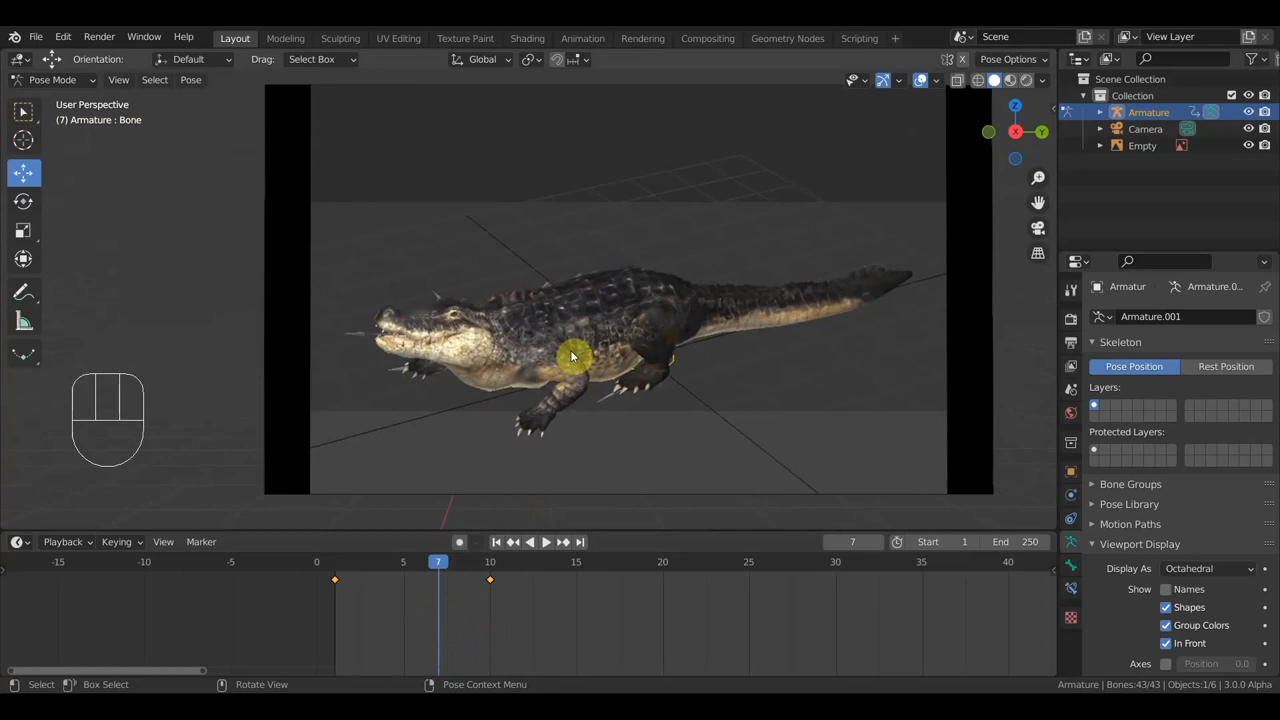 File Edit Render Window Help Layout Modeling Sculpting UV Editing Texture Paint Shading Animation Rendering Compositing Geometry Nodes Scripting + Scene View Layer
Orientation: Default Drag: Select Box Global X Pose Options
Pose Mode View Select Pose
User Perspective
(7) Armature : Bone
Z
X Y
Scene Collection
Collection
Armature
Camera
Empty
Armatur Armature.0...
Armature.001
Skeleton
Pose Position Rest Position
Layers:
Protected Layers:
Bone Groups
Pose Library
Motion Paths
Viewport Display
Display As Octahedral
Show Names
Shapes
Group Colors
In Front
Axes Position 0.0
Playback Keying View Marker 7 Start 1 End 250
-15 -5 0 5 7 10 15 20 25 30 35 40
Select Box Select Rotate View Pose Context Menu Armature | Bones:43/43 | Objects:1/6 | 3.0.0 Alpha